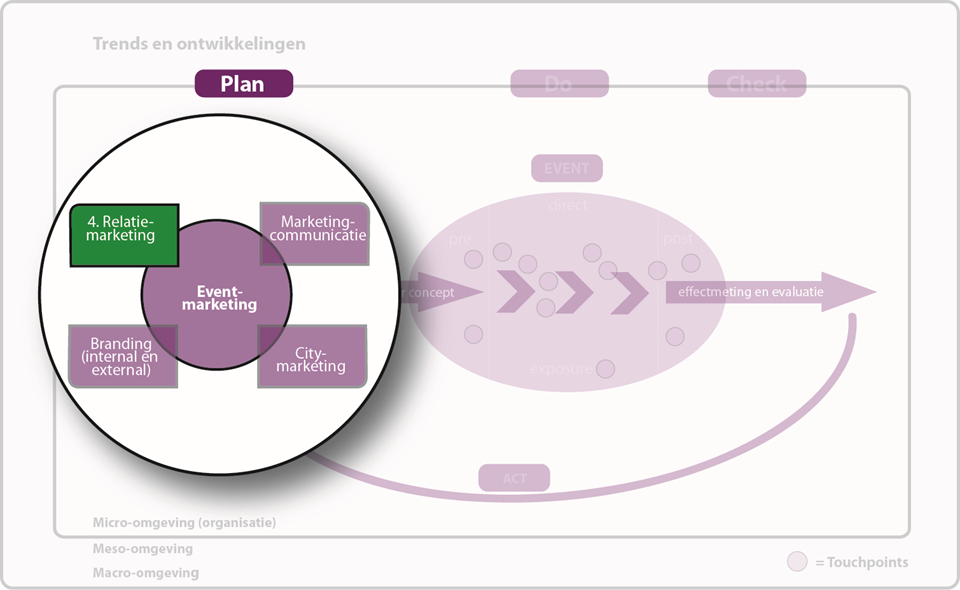 Trends en ontwikkelingen
Plan
Do
Check
EVENT
direct
pre
post
4. Relatie-
marketing
Marketing-
communicatie
Event-
marketing
r concept
effectmeting en evaluatie
Branding
(internal en
external)
City-
marketing
exposure
ACT
Micro-omgeving (organisatie)
Meso-omgeving
Macro-omgeving
= Touchpoints